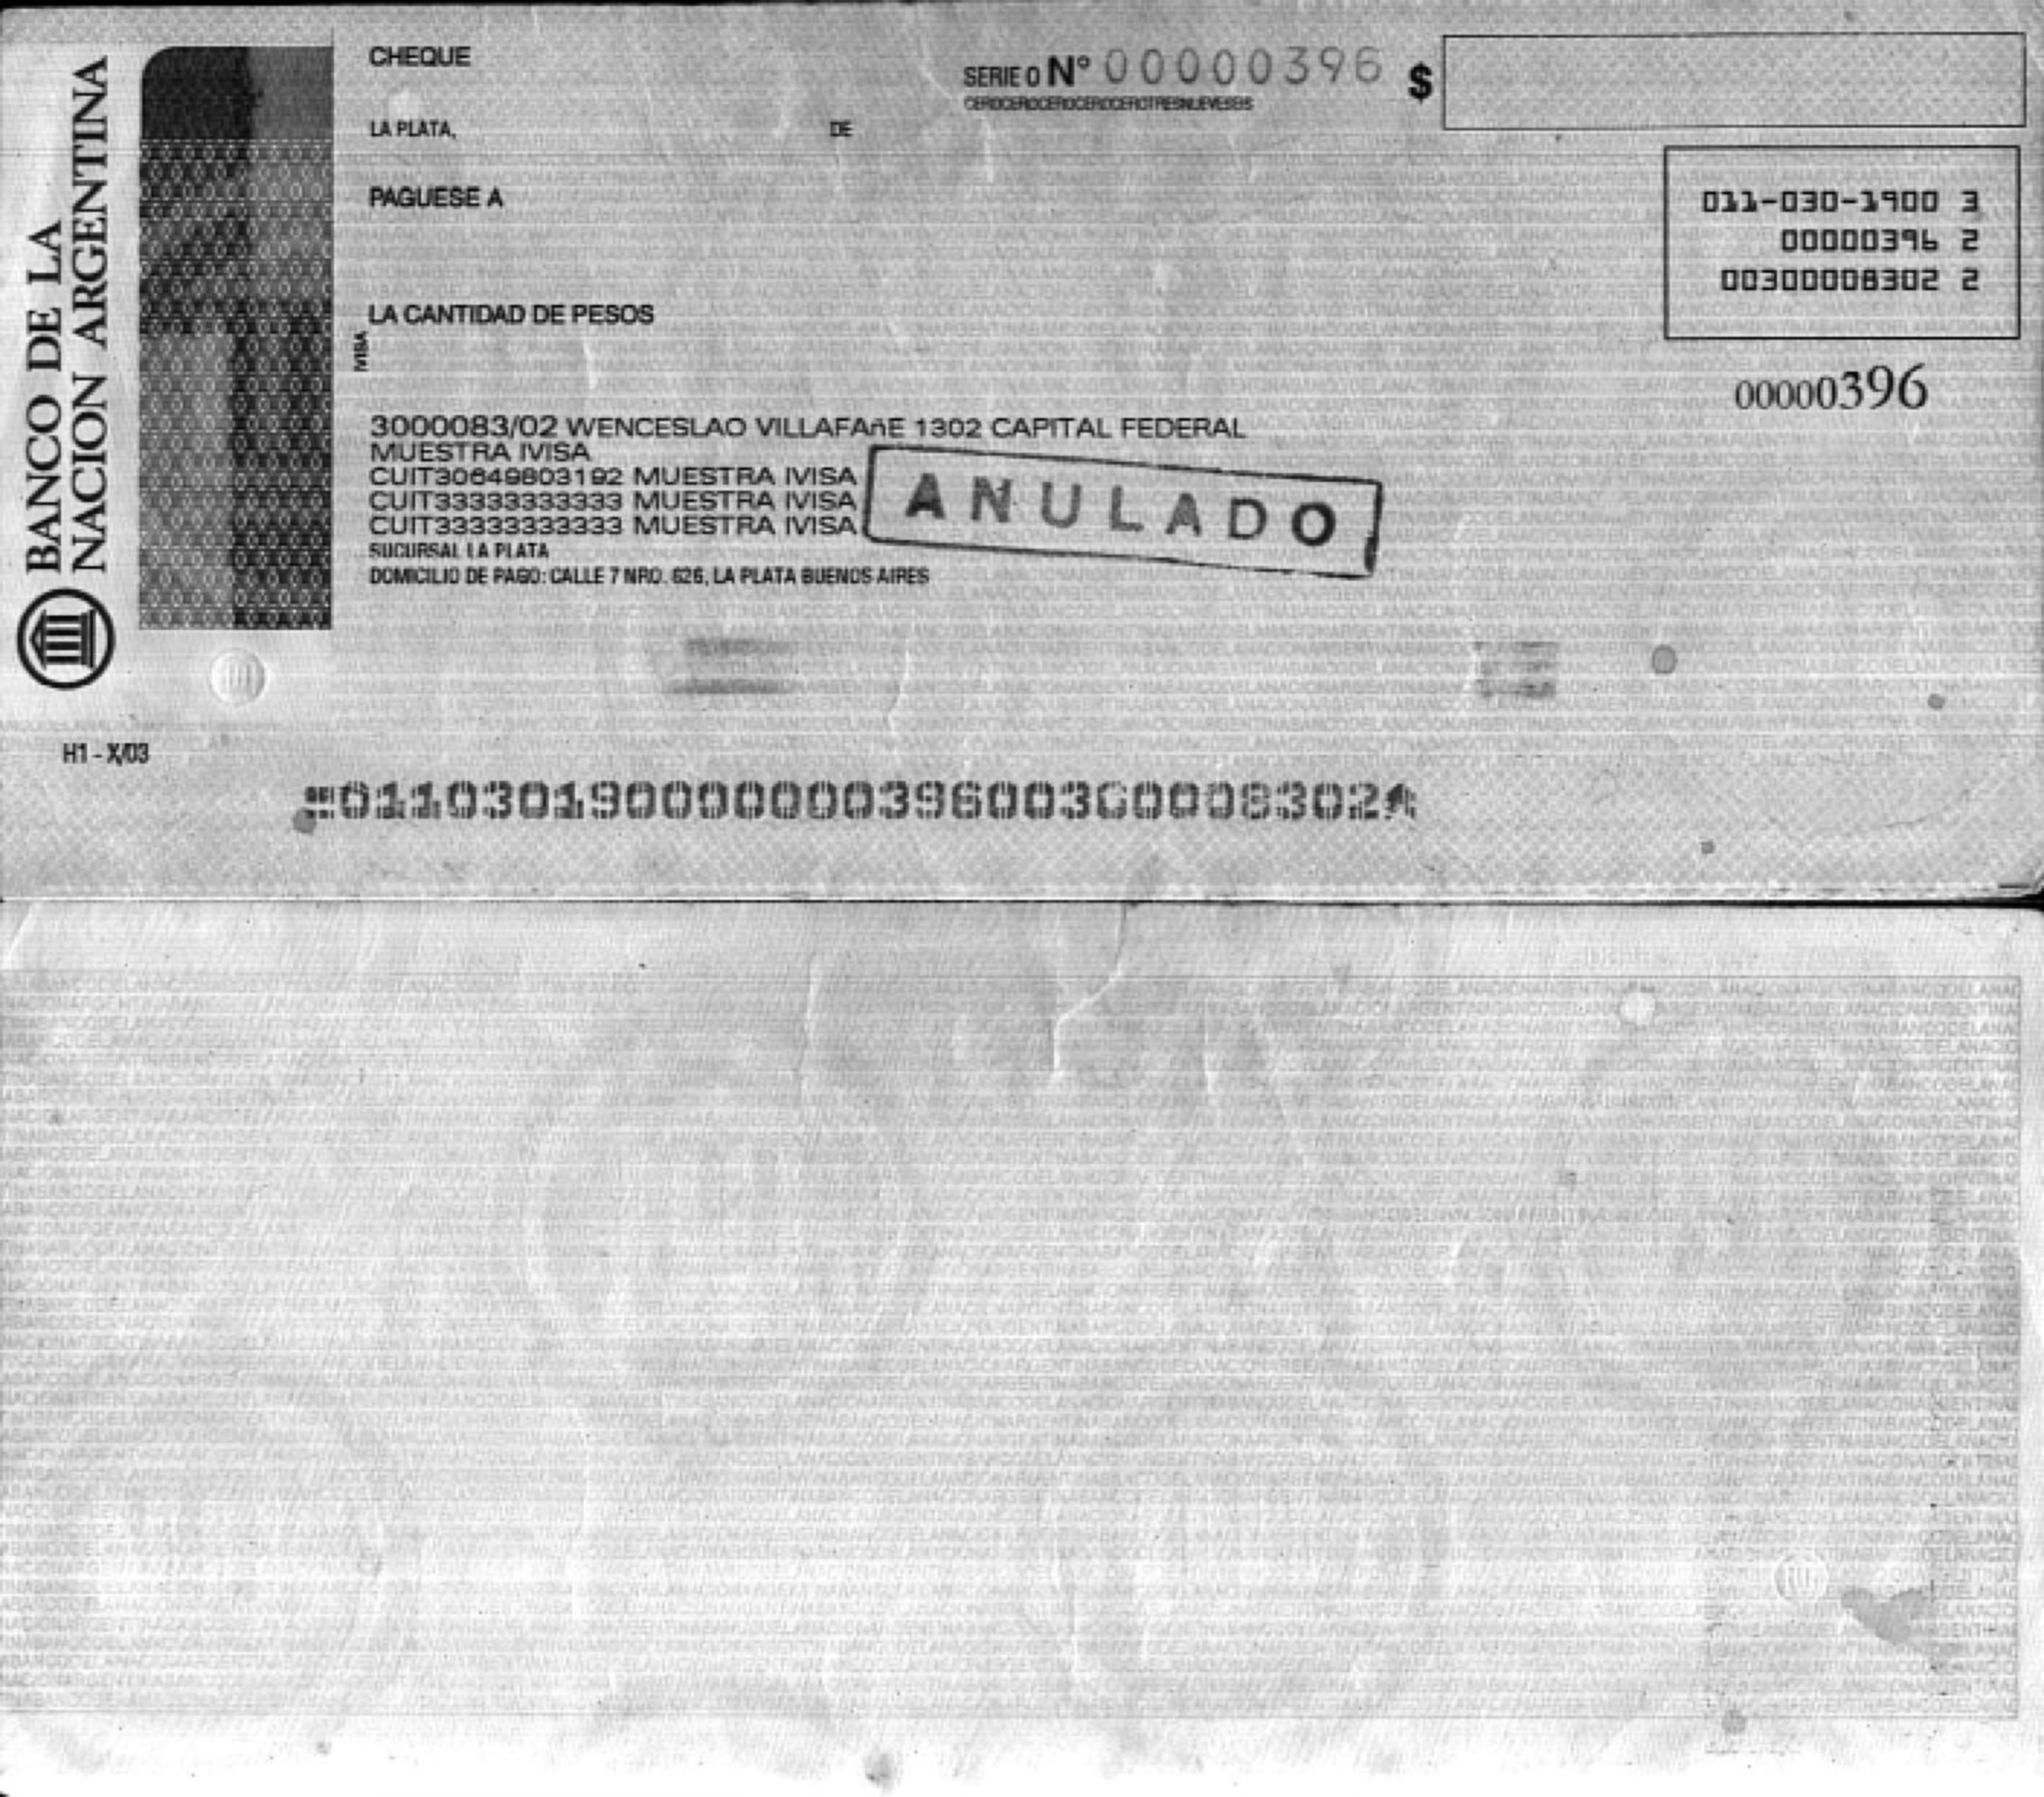 BANCO DE LA
NACION ARGENTINA
CHEQUE
SERIE 0 Nº 00000396 $
CEROCEROCEROCEROCEROTRESNUEVESEIS
LA PLATA, DE
PAGUESE A
011-030-1900 3
00000396 2
00300008302 2
LA CANTIDAD DE PESOS
IVISA
00000396
3000083/02 WENCESLAO VILLAFAñE 1302 CAPITAL FEDERAL
MUESTRA IVISA
CUIT30649803192 MUESTRA IVISA
CUIT33333333333 MUESTRA IVISA
CUIT33333333333 MUESTRA IVISA
ANULADO
SUCURSAL LA PLATA
DOMICILIO DE PAGO: CALLE 7 NRO. 626, LA PLATA BUENOS AIRES
H1 - X/03
0110301900000039600300008302